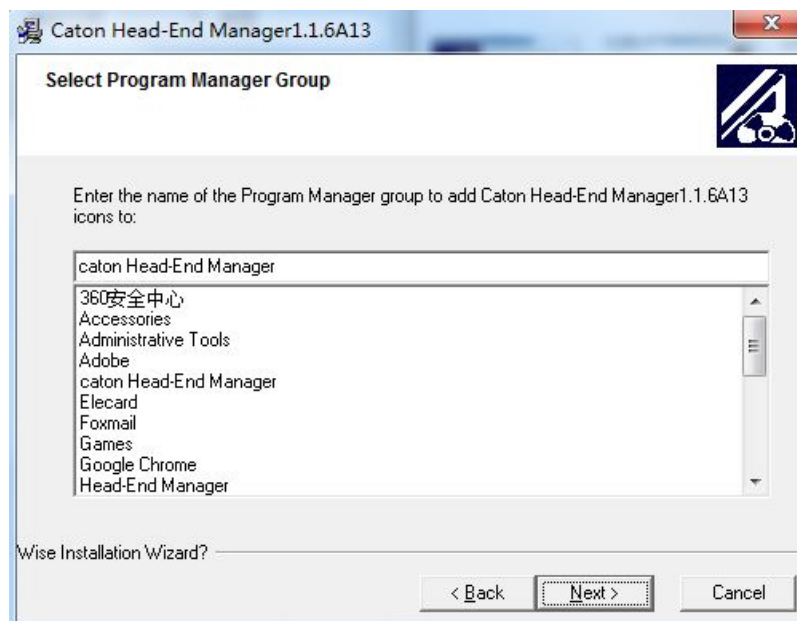 Caton Head-End Manager1.1.6A13
Select Program Manager Group
Enter the name of the Program Manager group to add Caton Head-End Manager1.1.6A13
icons to:
caton Head-End Manager
360安全中心
Accessories
Administrative Tools
Adobe
caton Head-End Manager
Elecard
Foxmail
Games
Google Chrome
Head-End Manager
Wise Installation Wizard?
< Back Next > Cancel